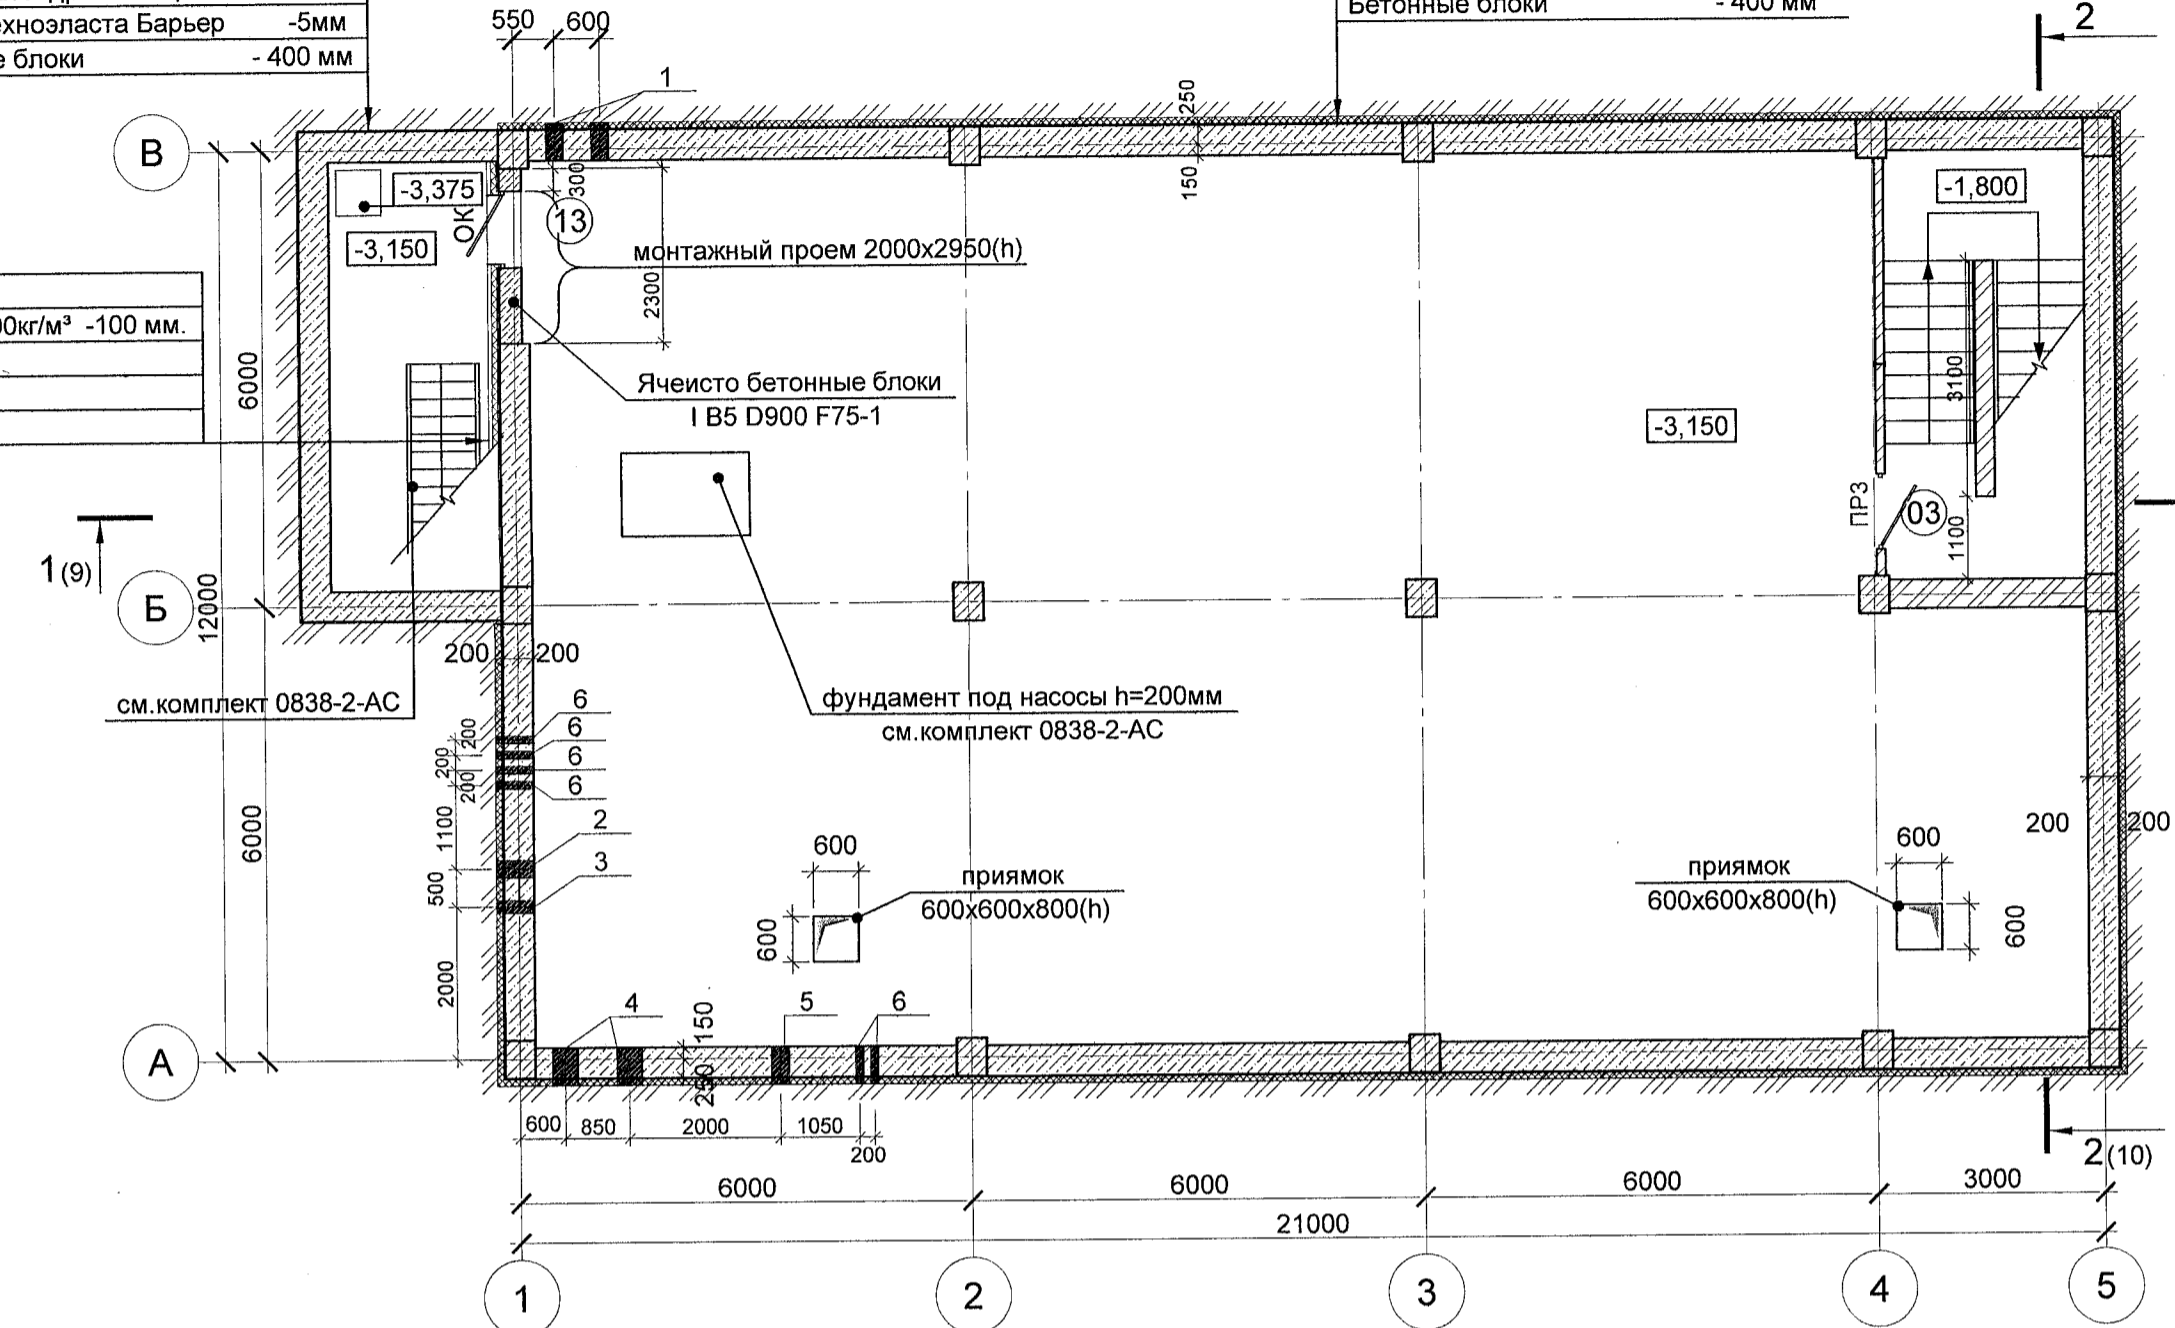 ехноэласта Барьер -5мм
е блоки - 400 мм
Бетонные блоки - 400 мм
550 600
1
2
250
150
В
-3,375
-3,150
ОК
300
13
монтажный проем 2000х2950(h)
2300
-1,800
00кг/м³ -100 мм.
6000
Ячеисто бетонные блоки
I В5 D900 F75-1
3100
-3,150
ПР3
03
1100
1(9)
Б
12000
200 200
см.комплект 0838-2-АС
фундамент под насосы h=200мм
см.комплект 0838-2-АС
6
6
6
6
200
200
200
1100
2
3
500
2000
6000
600
приямок
600х600х800(h)
600
600
приямок
600х600х800(h)
600
200 200
4
5
6
150
250
А
600 850 2000 1050
200
2(10)
6000 6000 6000 3000
21000
1 2 3 4 5